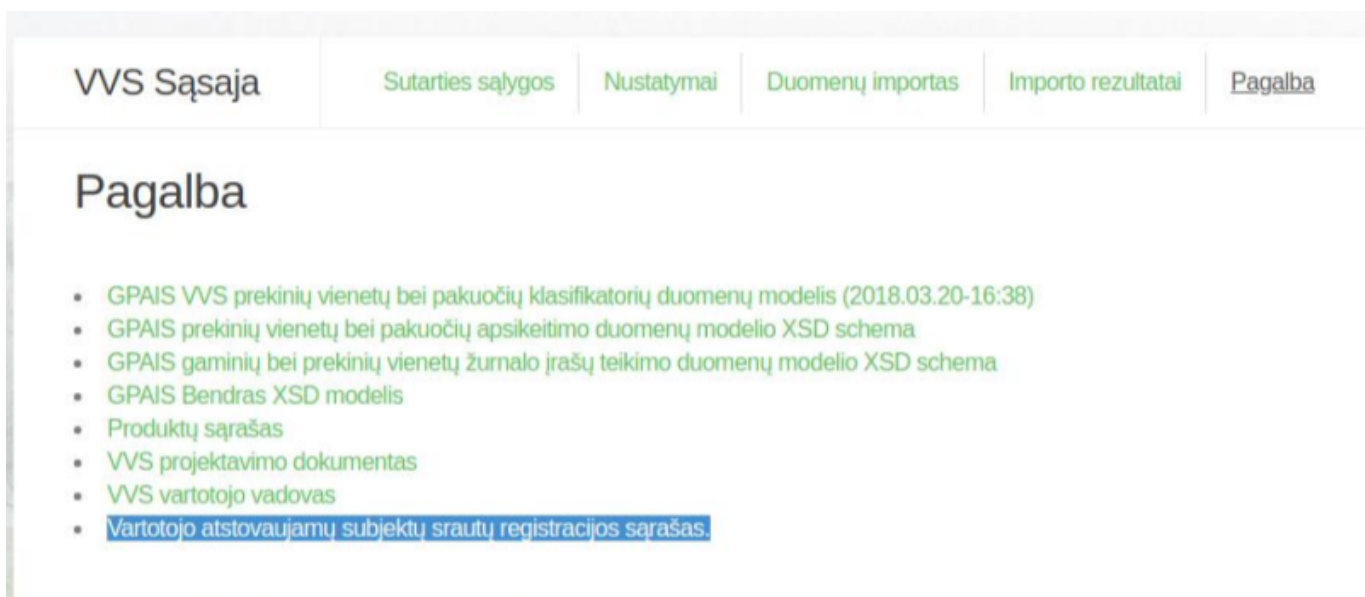 VVS Sąsaja
Sutarties sąlygos
Nustatymai
Duomenų importas
Importo rezultatai
Pagalba
Pagalba
GPAIS VVS prekinių vienetų bei pakuočių klasifikatorių duomenų modelis (2018.03.20-16:38)
GPAIS prekinių vienetų bei pakuočių apsikeitimo duomenų modelio XSD schema
GPAIS gaminių bei prekinių vienetų žurnalo įrašų teikimo duomenų modelio XSD schema
GPAIS Bendras XSD modelis
Produktų sąrašas
VVS projektavimo dokumentas
VVS vartotojo vadovas
Vartotojo atstovaujamų subjektų srautų registracijos sąrašas.